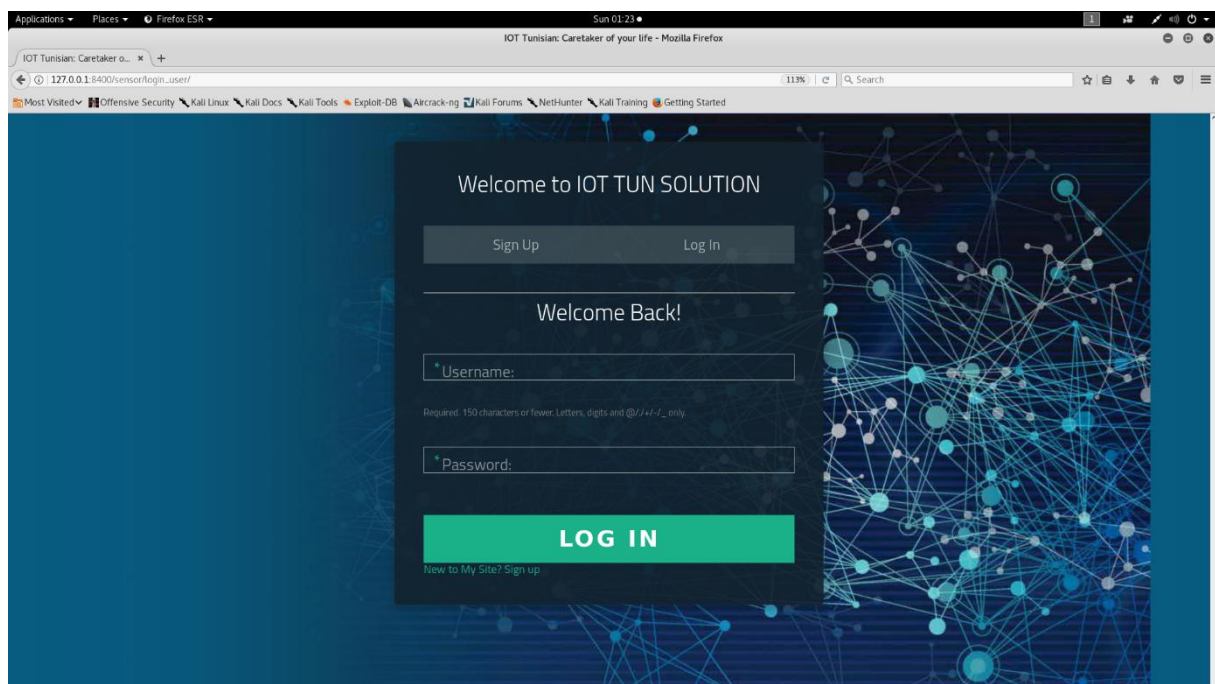 Applications Places Firefox ESR Sun 01:23 1
IOT Tunisian: Caretaker of your life - Mozilla Firefox
IOT Tunisian: Caretaker o... × +
127.0.0.1:8400/sensor/login_user/ 113% Search
Most Visited Offensive Security Kali Linux Kali Docs Kali Tools Exploit-DB Aircrack-ng Kali Forums NetHunter Kali Training Getting Started
Welcome to IOT TUN SOLUTION
Sign Up Log In
Welcome Back!
*Username:
Required. 150 characters or fewer. Letters, digits and @/./+/-/_ only.
*Password:
LOG IN
New to My Site? Sign up